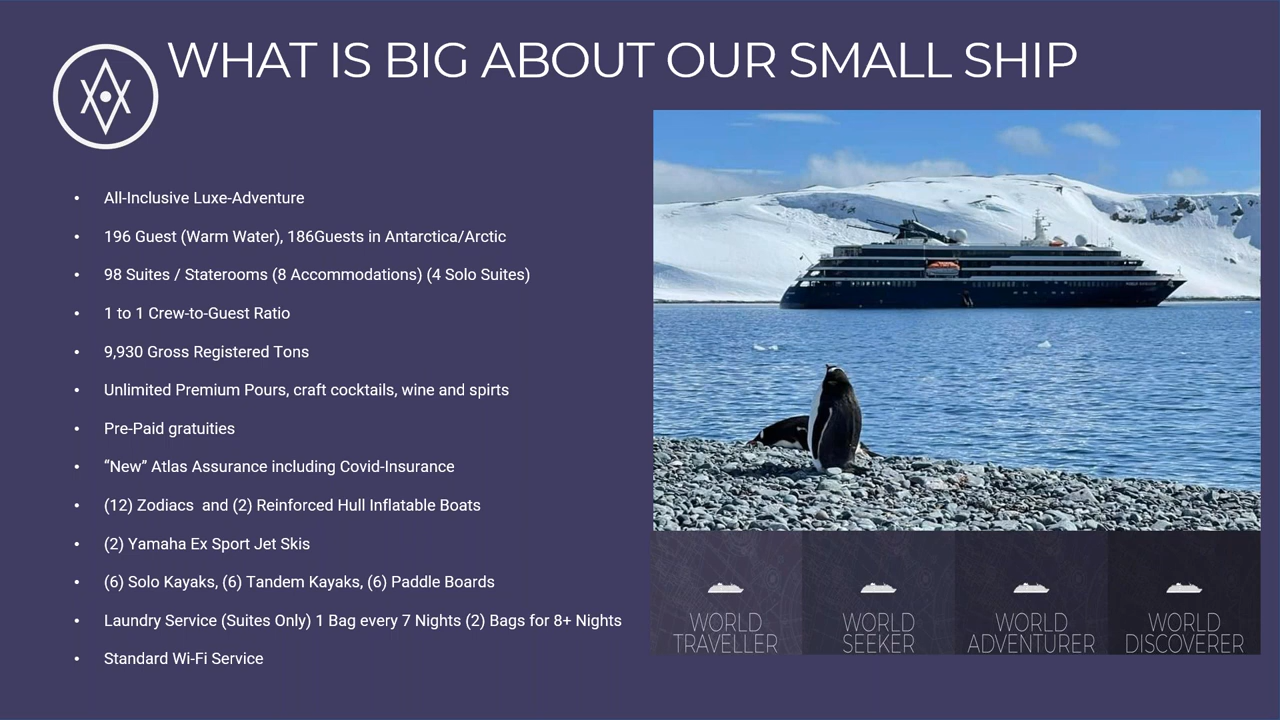 WHAT IS BIG ABOUT OUR SMALL SHIP
• All-Inclusive Luxe-Adventure
• 196 Guest (Warm Water), 186Guests in Antarctica/Arctic
• 98 Suites / Staterooms (8 Accommodations) (4 Solo Suites)
• 1 to 1 Crew-to-Guest Ratio
• 9,930 Gross Registered Tons
• Unlimited Premium Pours, craft cocktails, wine and spirts
• Pre-Paid gratuities
• “New” Atlas Assurance including Covid-Insurance
• (12) Zodiacs  and (2) Reinforced Hull Inflatable Boats
• (2) Yamaha Ex Sport Jet Skis
• (6) Solo Kayaks, (6) Tandem Kayaks, (6) Paddle Boards
• Laundry Service (Suites Only) 1 Bag every 7 Nights (2) Bags for 8+ Nights
• Standard Wi-Fi Service
WORLD
TRAVELLER
WORLD
SEEKER
WORLD
ADVENTURER
WORLD
DISCOVERER